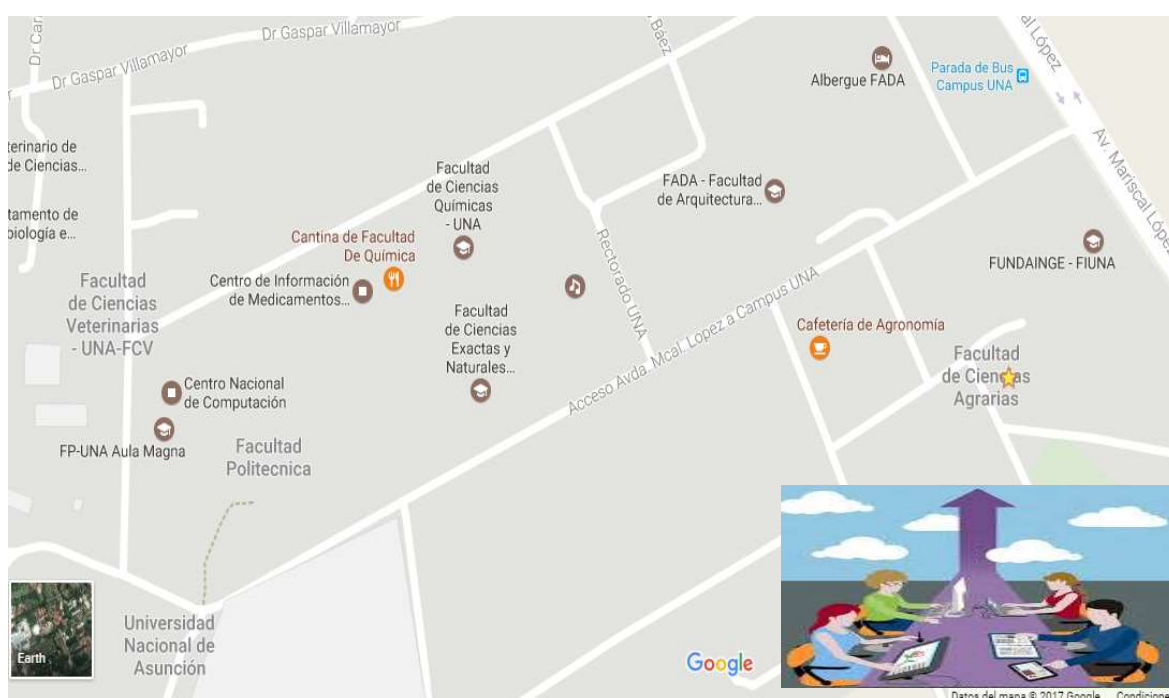 Dr Gaspar Villamayor
Dr Gaspar Villamayor
Dr Car
Báez
al López
Albergue FADA
Parada de Bus
Campus UNA
Av. Mariscal López
terinario de
de Ciencias...
tamento de
biología e...
Facultad
de Ciencias
Químicas
- UNA
FADA - Facultad
de Arquitectura...
Cantina de Facultad
De Química
Centro de Información
de Medicamentos...
Rectorado UNA
FUNDAINGE - FIUNA
Facultad
de Ciencias
Veterinarias
- UNA-FCV
Facultad
de Ciencias
Exactas y
Naturales...
Acceso Avda. Mcal. Lopez a Campus UNA
Cafetería de Agronomía
Facultad
de Ciencias
Agrarias
Centro Nacional
de Computación
FP-UNA Aula Magna
Facultad
Politecnica
Universidad
Nacional de
Asunción
Earth
Google
Datos del mapa © 2017 Google Condicione